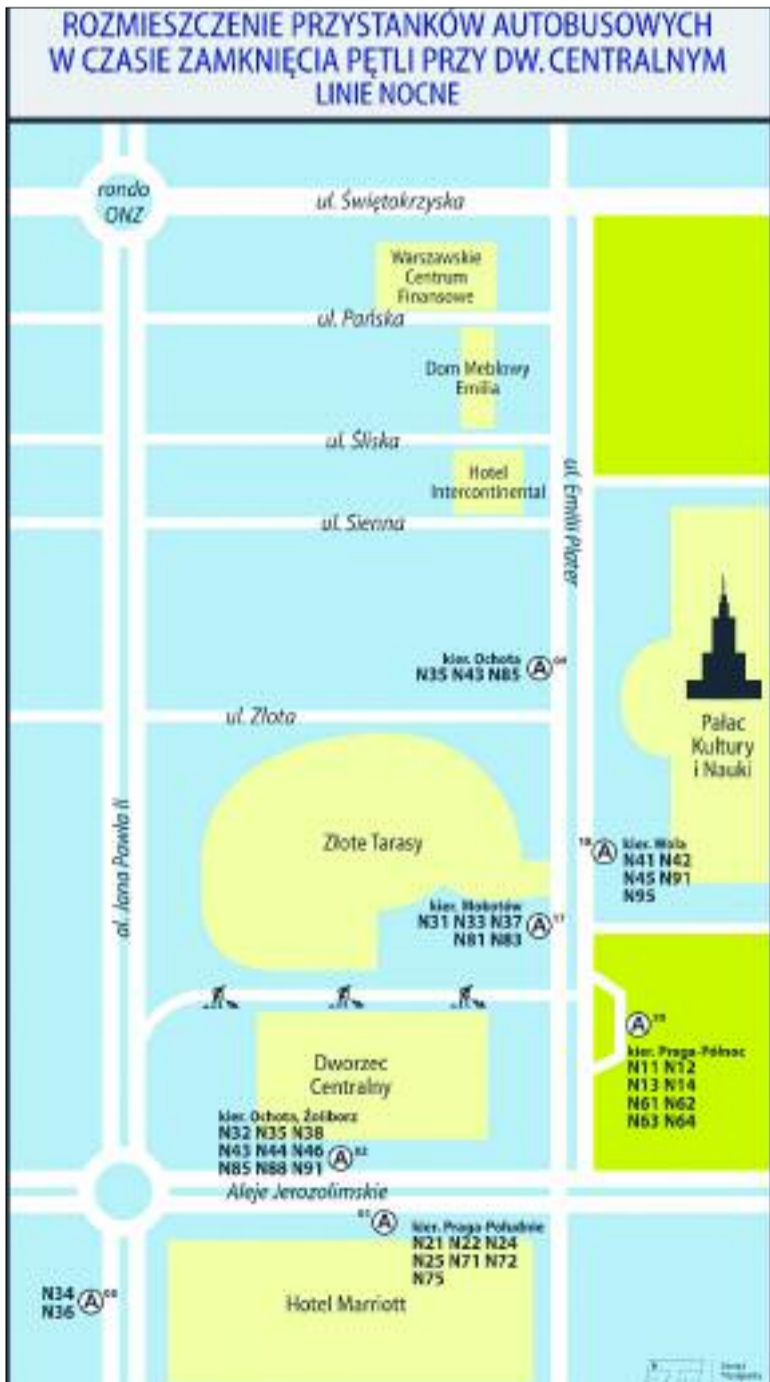 ROZMIESZCZENIE PRZYSTANKÓW AUTOBUSOWYCH
W CZASIE ZAMKNIĘCIA PĘTLI PRZY DW. CENTRALNYM
LINIE NOCNE
rondo
ONZ
ul. Świętokrzyska
Warszawskie
Centrum
Finansowe
ul. Pańska
Dom Meblowy
Emilia
ul. Śliska
Hotel
Intercontinental
ul. Sienna
ul. Emilii Plater
kier. Ochota
N35 N43 N85 A
ul. Złota
Pałac
Kultury
i Nauki
al. Jana Pawła II
Złote Tarasy
A kier. Wola
N41 N42
N45 N91
N95
kier. Mokotów
N31 N33 N37 A 17
N81 N83
A
kier. Praga-Północ
N11 N12
N13 N14
N61 N62
N63 N64
Dworzec
Centralny
kier. Ochota, Żoliborz
N32 N35 N38
N43 N44 N46 A 02
N85 N88 N91
Aleje Jerozolimskie
01 A kier. Praga-Południe
N21 N22 N24
N25 N71 N72
N75
N34 A
N36
Hotel Marriott